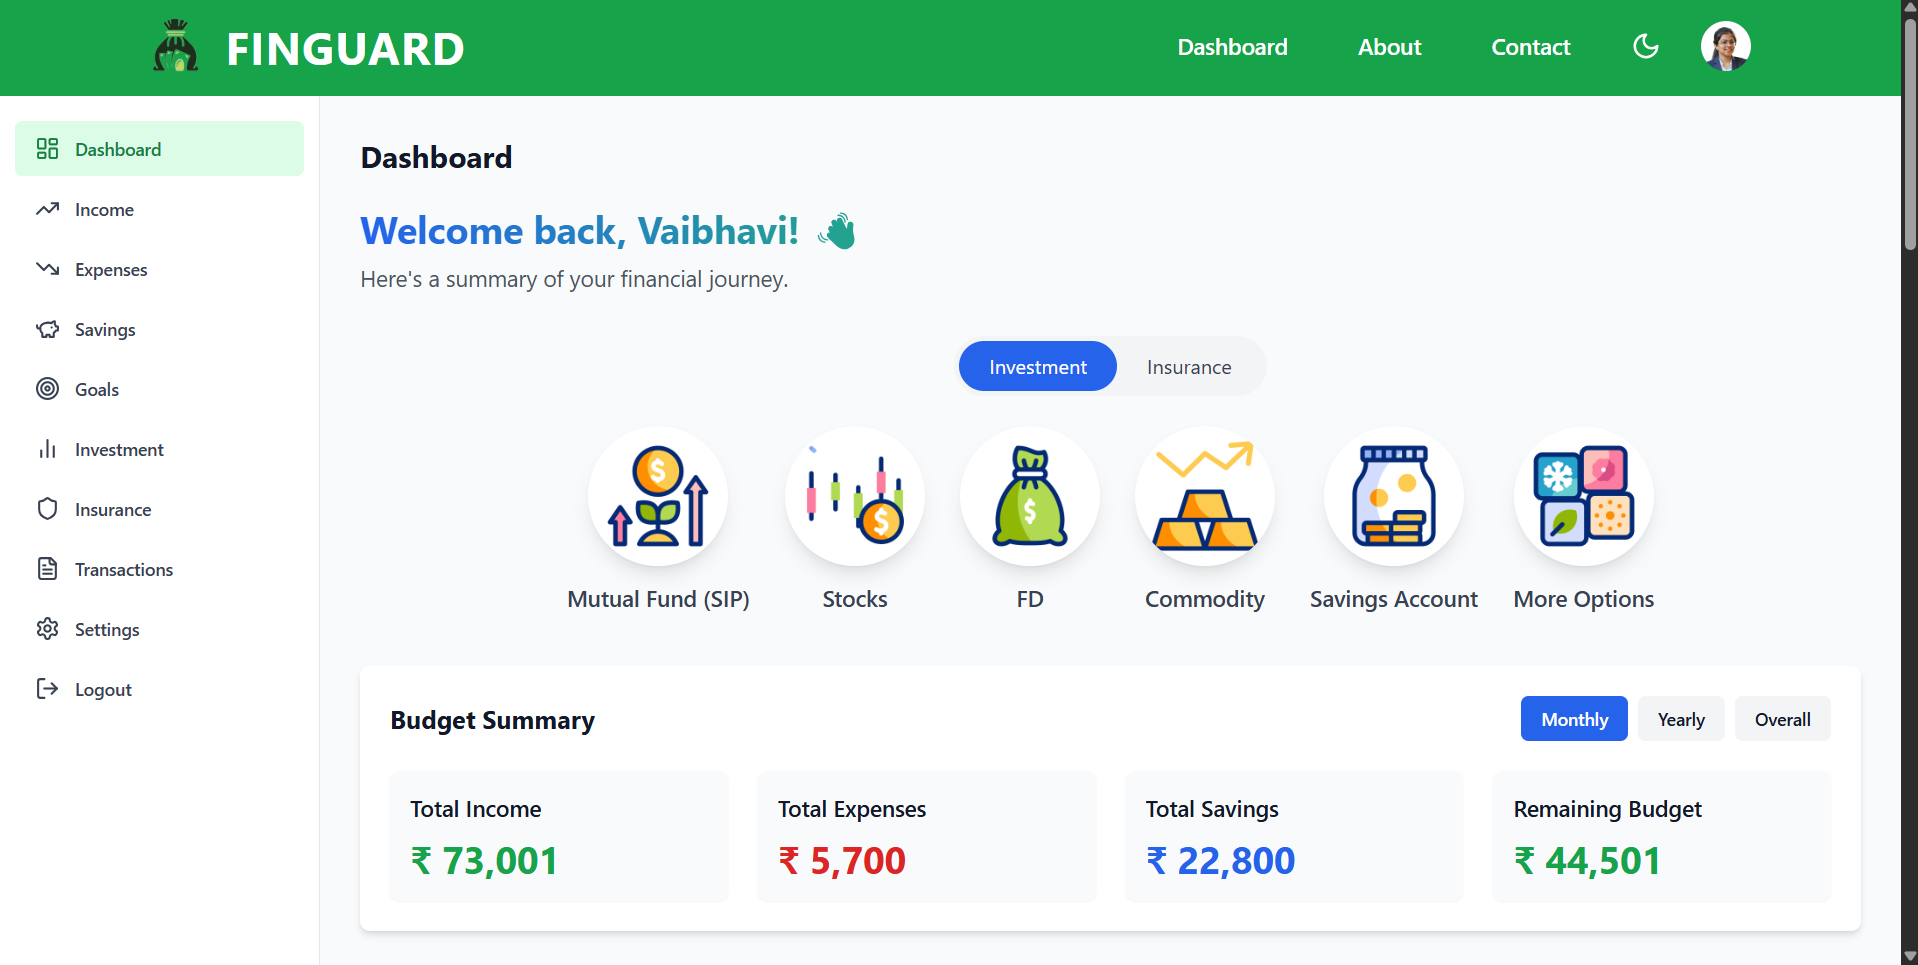 FINGUARD
Dashboard
About
Contact
Dashboard
Income
Expenses
Savings
Goals
Investment
Insurance
Transactions
Settings
Logout
Dashboard
Welcome back, Vaibhavi!
Here's a summary of your financial journey.
Investment
Insurance
Mutual Fund (SIP)
Stocks
FD
Commodity
Savings Account
More Options
Budget Summary
Monthly
Yearly
Overall
Total Income
₹ 73,001
Total Expenses
₹ 5,700
Total Savings
₹ 22,800
Remaining Budget
₹ 44,501